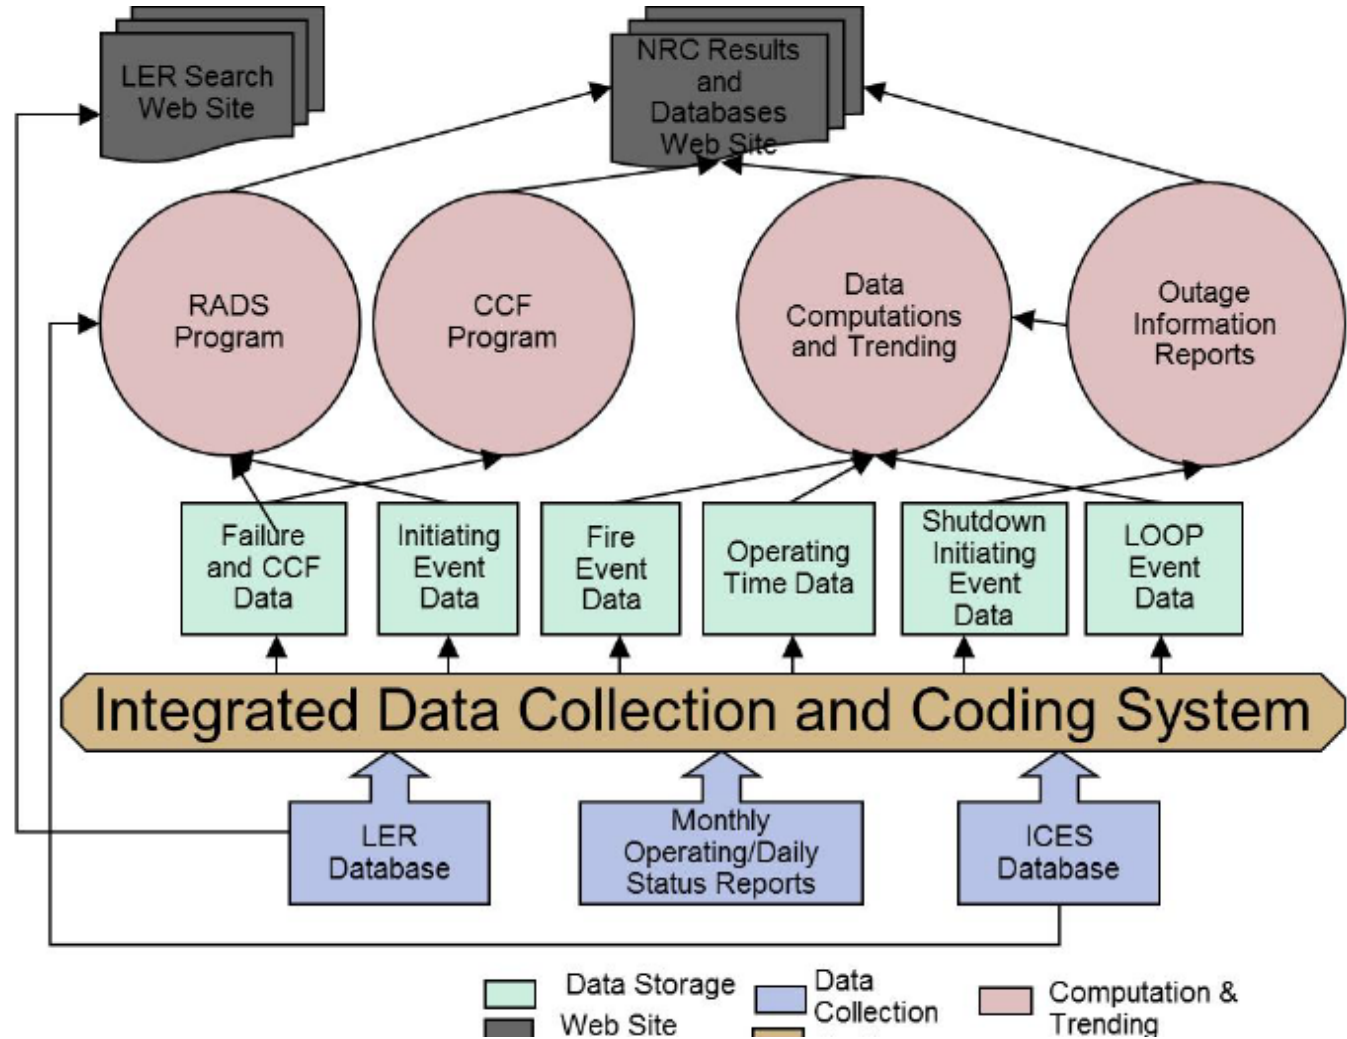 LER Search
Web Site
NRC Results
and
Databases
Web Site
RADS
Program
CCF
Program
Data
Computations
and Trending
Outage
Information
Reports
Failure
and CCF
Data
Initiating
Event
Data
Fire
Event
Data
Operating
Time Data
Shutdown
Initiating
Event
Data
LOOP
Event
Data
Integrated Data Collection and Coding System
LER
Database
Monthly
Operating/Daily
Status Reports
ICES
Database
Data Storage
Web Site
Data
Collection
Computation &
Trending